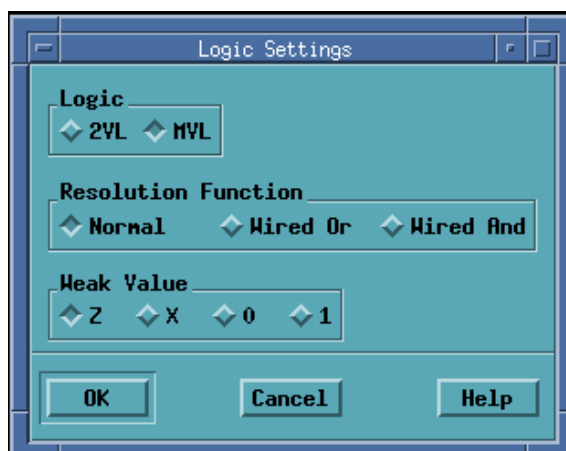 Logic Settings
Logic
2VL MVL
Resolution Function
Normal Wired Or Wired And
Weak Value
Z X 0 1
OK Cancel Help